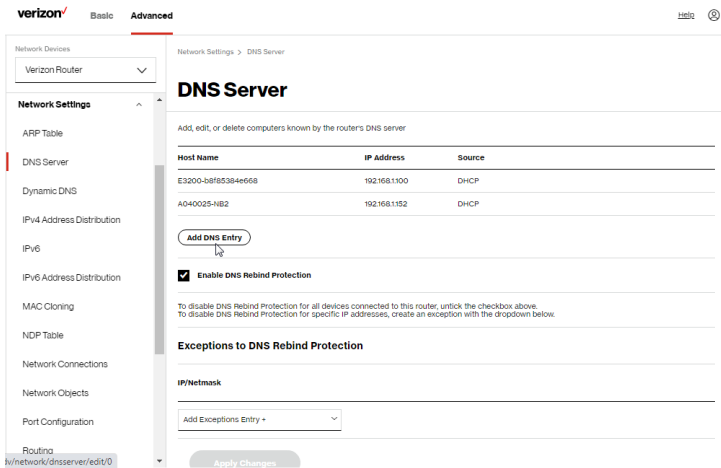 verizon Basic Advanced Help
Network Devices
Verizon Router
Network Settings
ARP Table
DNS Server
Dynamic DNS
IPv4 Address Distribution
IPv6
IPv6 Address Distribution
MAC Cloning
NDP Table
Network Connections
Network Objects
Port Configuration
Routing
dv/network/dnsserver/edit/0
Network Settings > DNS Server
DNS Server
Add, edit, or delete computers known by the router's DNS server
Host Name IP Address Source
E3200-b8f85384e668 192.168.1.100 DHCP
A040025-NB2 192.168.1.152 DHCP
Add DNS Entry
Enable DNS Rebind Protection
To disable DNS Rebind Protection for all devices connected to this router, untick the checkbox above.
To disable DNS Rebind Protection for specific IP addresses, create an exception with the dropdown below.
Exceptions to DNS Rebind Protection
IP/Netmask
Add Exceptions Entry +
Apply Changes